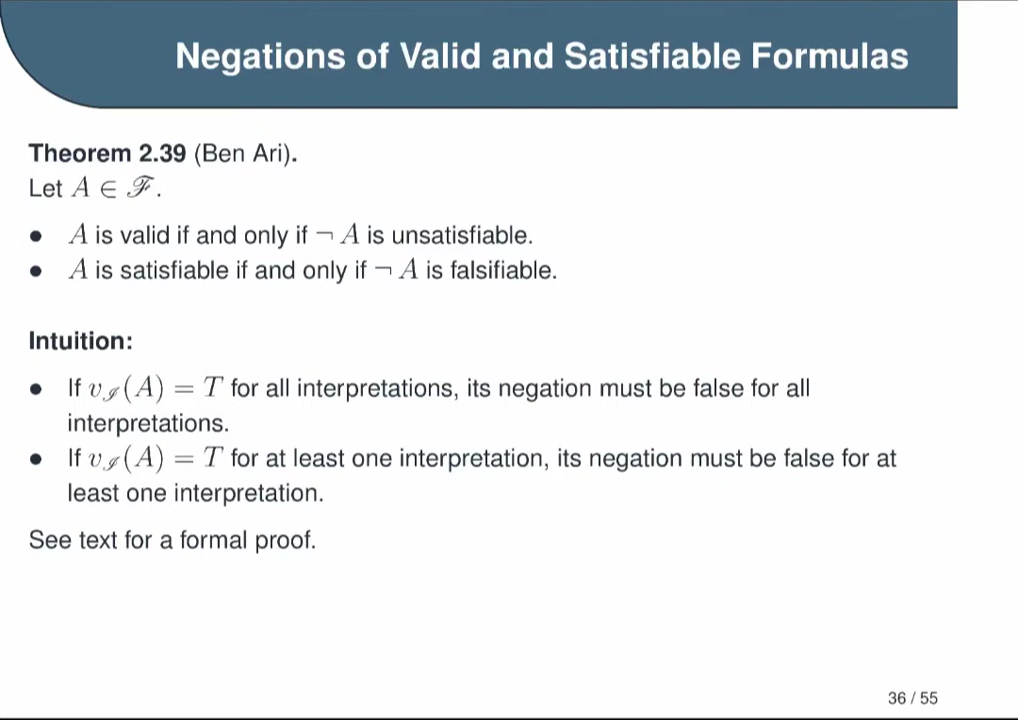 Negations of Valid and Satisfiable Formulas
Theorem 2.39 (Ben Ari).
Let A ∈ ℱ.
• A is valid if and only if ¬ A is unsatisfiable.
• A is satisfiable if and only if ¬ A is falsifiable.
Intuition:
• If v_ℐ(A) = T for all interpretations, its negation must be false for all
interpretations.
• If v_ℐ(A) = T for at least one interpretation, its negation must be false for at
least one interpretation.
See text for a formal proof.
36 / 55